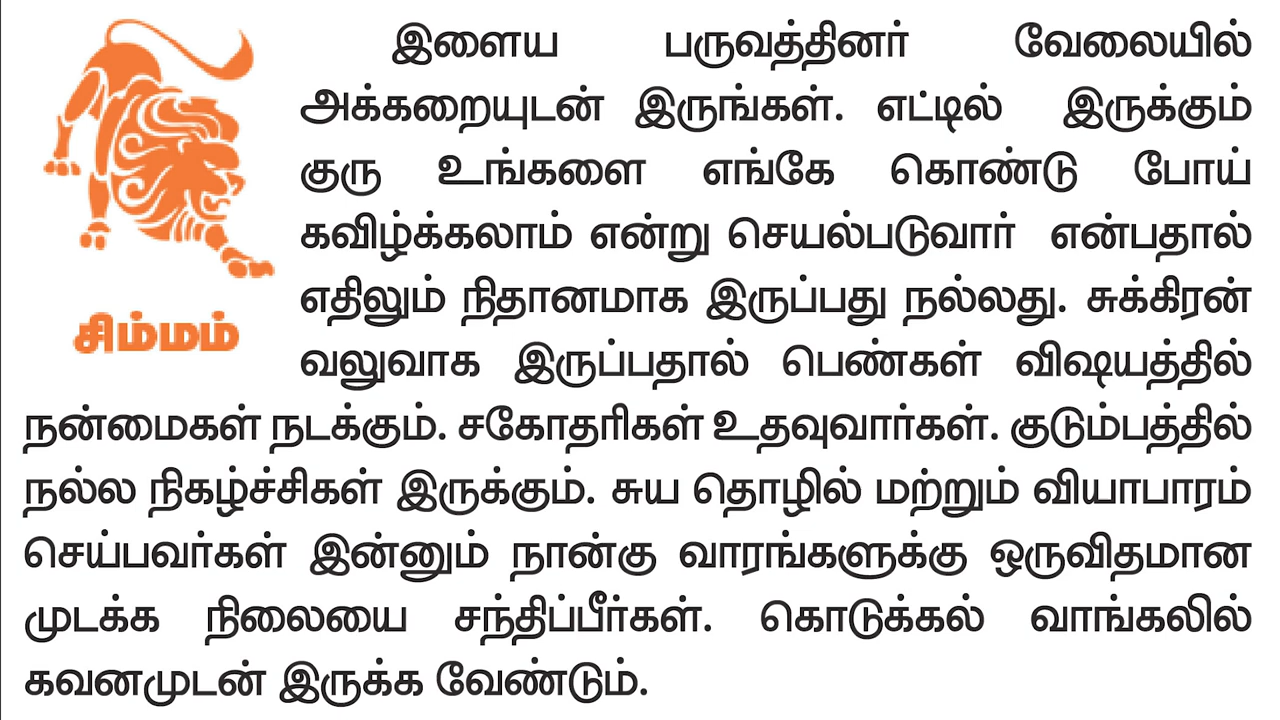 இளைய பருவத்தினர் வேலையில்
அக்கறையுடன் இருங்கள். எட்டில் இருக்கும்
குரு உங்களை எங்கே கொண்டு போய்
கவிழ்க்கலாம் என்று செயல்படுவார் என்பதால்
எதிலும் நிதானமாக இருப்பது நல்லது. சுக்கிரன்
சிம்மம்
வலுவாக இருப்பதால் பெண்கள் விஷயத்தில்
நன்மைகள் நடக்கும். சகோதரிகள் உதவுவார்கள். குடும்பத்தில்
நல்ல நிகழ்ச்சிகள் இருக்கும். சுய தொழில் மற்றும் வியாபாரம்
செய்பவர்கள் இன்னும் நான்கு வாரங்களுக்கு ஒருவிதமான
முடக்க நிலையை சந்திப்பீர்கள். கொடுக்கல் வாங்கலில்
கவனமுடன் இருக்க வேண்டும்.